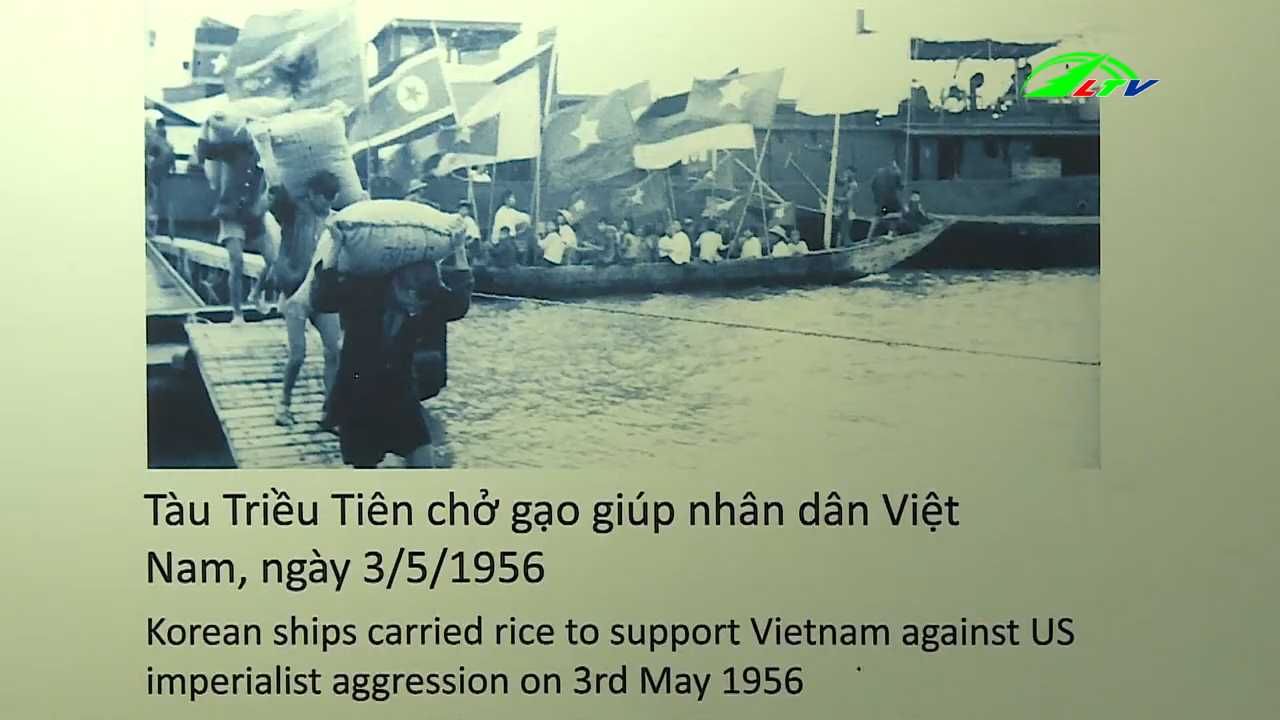 LTV
Tàu Triều Tiên chở gạo giúp nhân dân Việt
Nam, ngày 3/5/1956
Korean ships carried rice to support Vietnam against US
imperialist aggression on 3rd May 1956